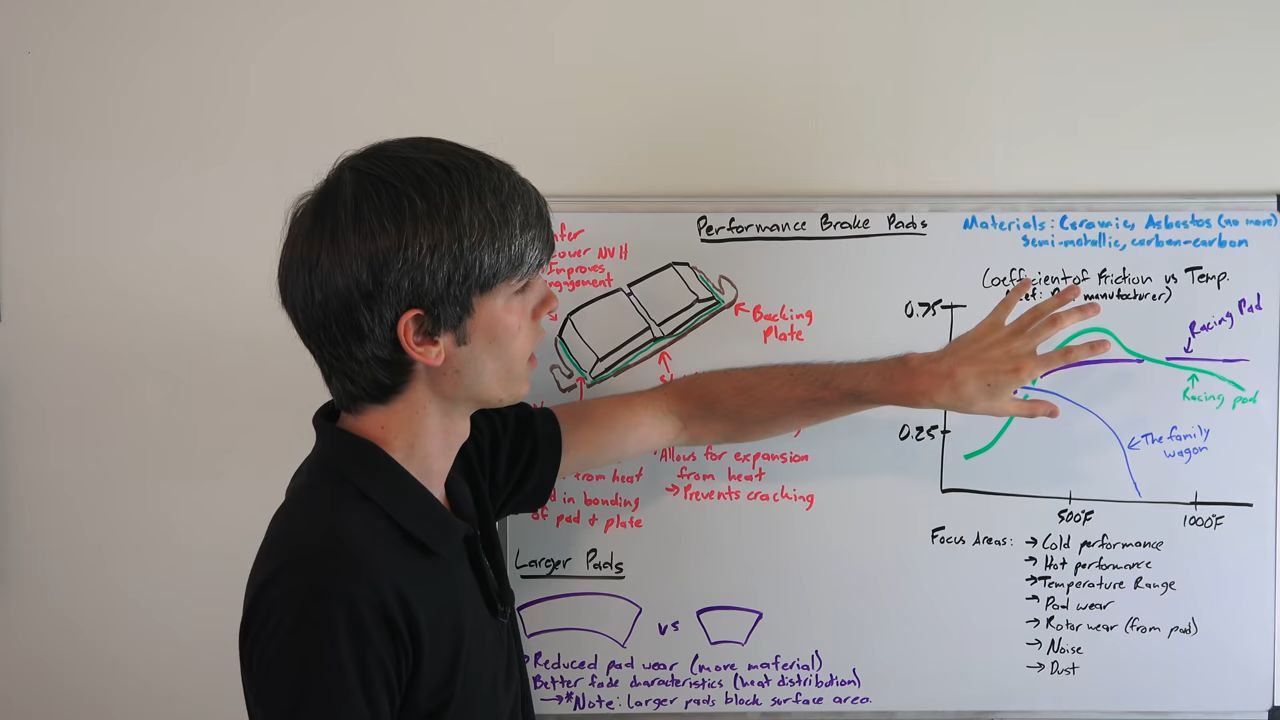 Performance Brake Pads
Materials: Ceramic, Asbestos (no more)
Semi-metallic, carbon-carbon
over NVH
Improves
Backing
Plate
Allows for expansion
from heat
→ Prevents cracking
from heat
in bonding
of pad & plate
Coefficient of Friction vs Temp.
manufacturer)
0.75
0.25
500°F
1000°F
Racing Pad
Racing pad
The family
wagon
Focus Areas: → Cold performance
→ Hot performance
→ Temperature Range
→ Pad wear
→ Rotor wear (from pad)
→ Noise
→ Dust
Larger Pads
vs
Reduced pad wear (more material)
Better fade characteristics (heat distribution)
→ *Note: larger pads block surface area.